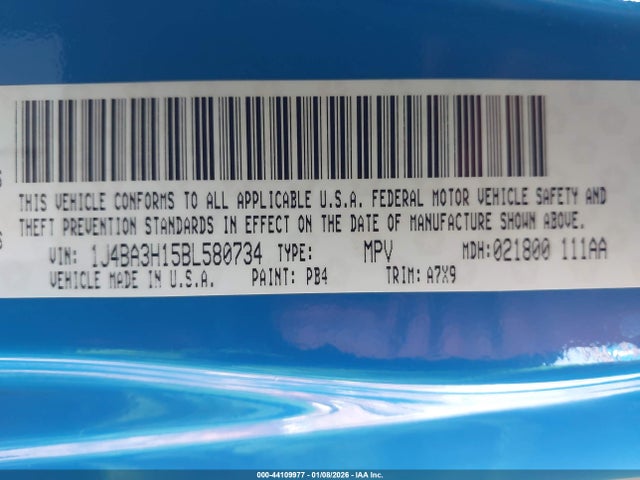 THIS VEHICLE CONFORMS TO ALL APPLICABLE U.S.A. FEDERAL MOTOR VEHICLE SAFETY AND
THEFT PREVENTION STANDARDS IN EFFECT ON THE DATE OF MANUFACTURE SHOWN ABOVE.
VIN: 1J4BA3H15BL580734 TYPE: MPV MDH:021800 111AA
VEHICLE MADE IN U.S.A. PAINT: PB4 TRIM: A7X9
000-44109977 - 01/08/2026 - IAA Inc.